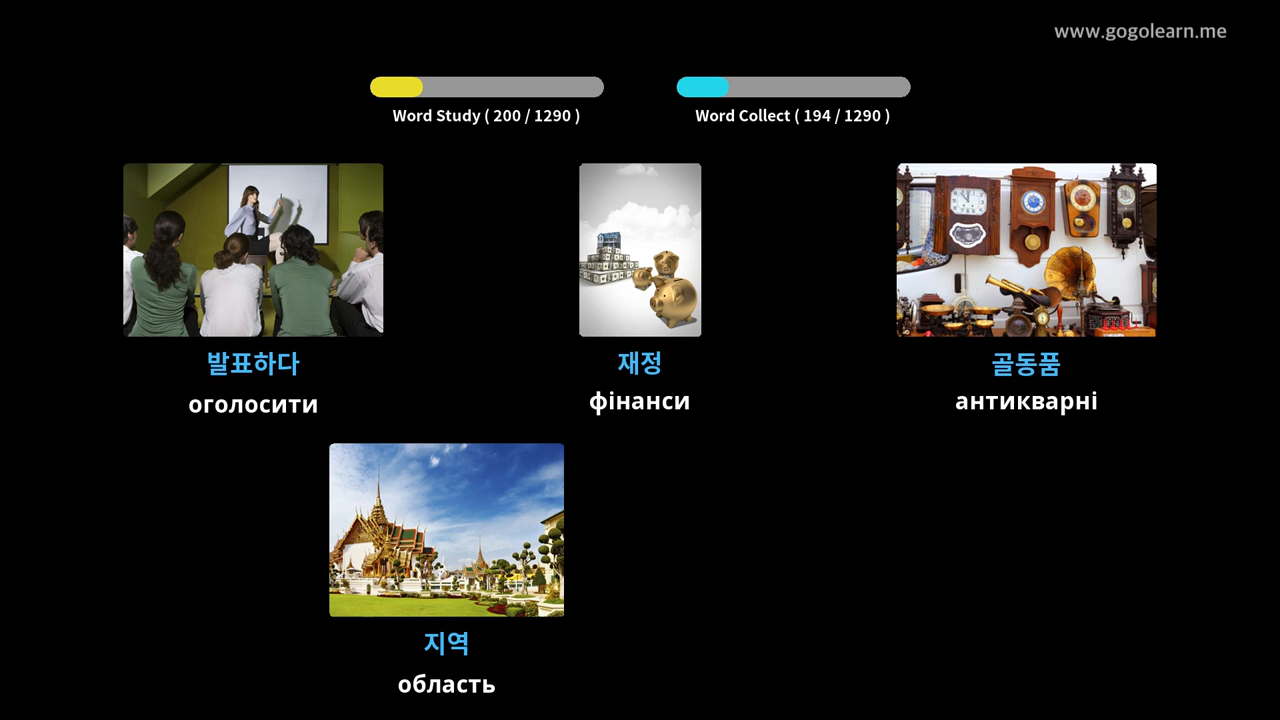 www.gogolearn.me
Word Study ( 200 / 1290 )
Word Collect ( 194 / 1290 )
발표하다
재정
골동품
оголосити
фінанси
антикварні
지역
область